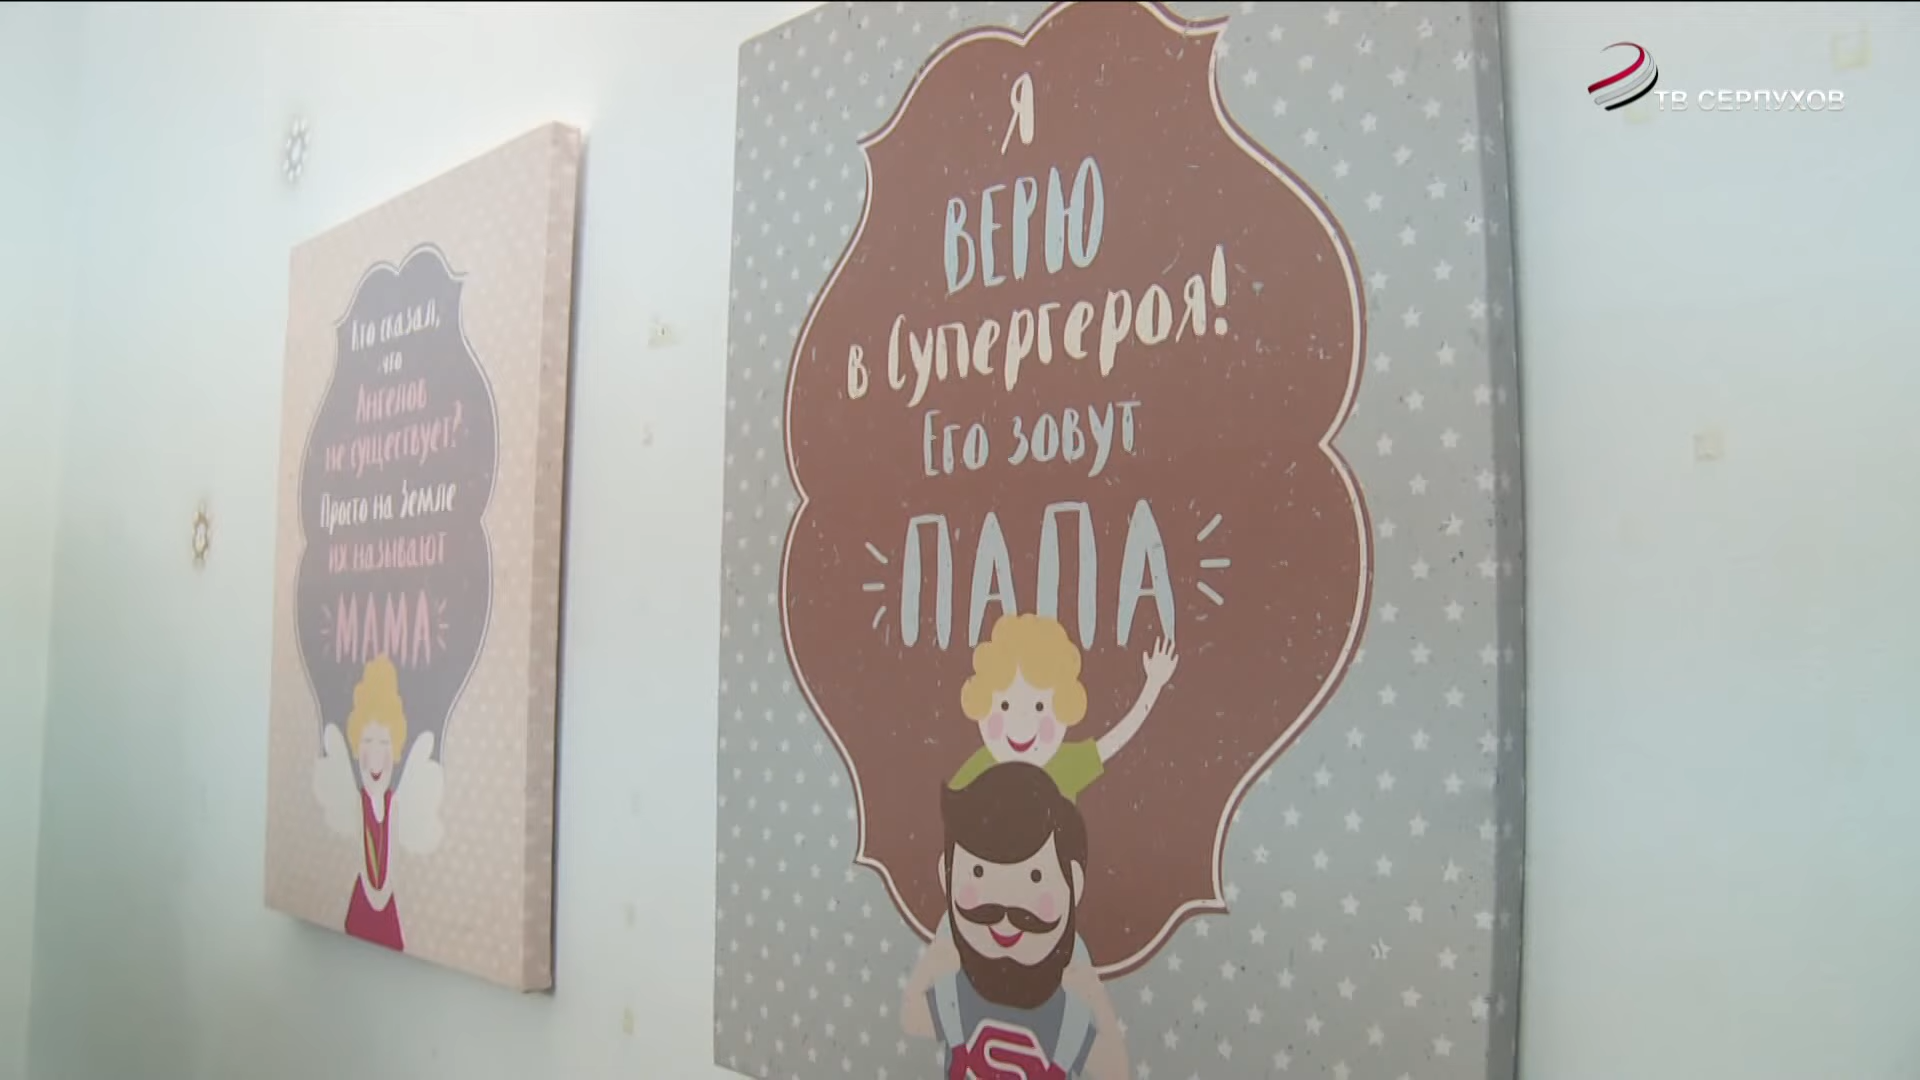 Кто сказал,
что
Ангелов
не существует?
Просто на Земле
их называют
МАМА
Я
ВЕРЮ
в Супергероя!
Его зовут
ПАПА
S
ТВ СЕРПУХОВ